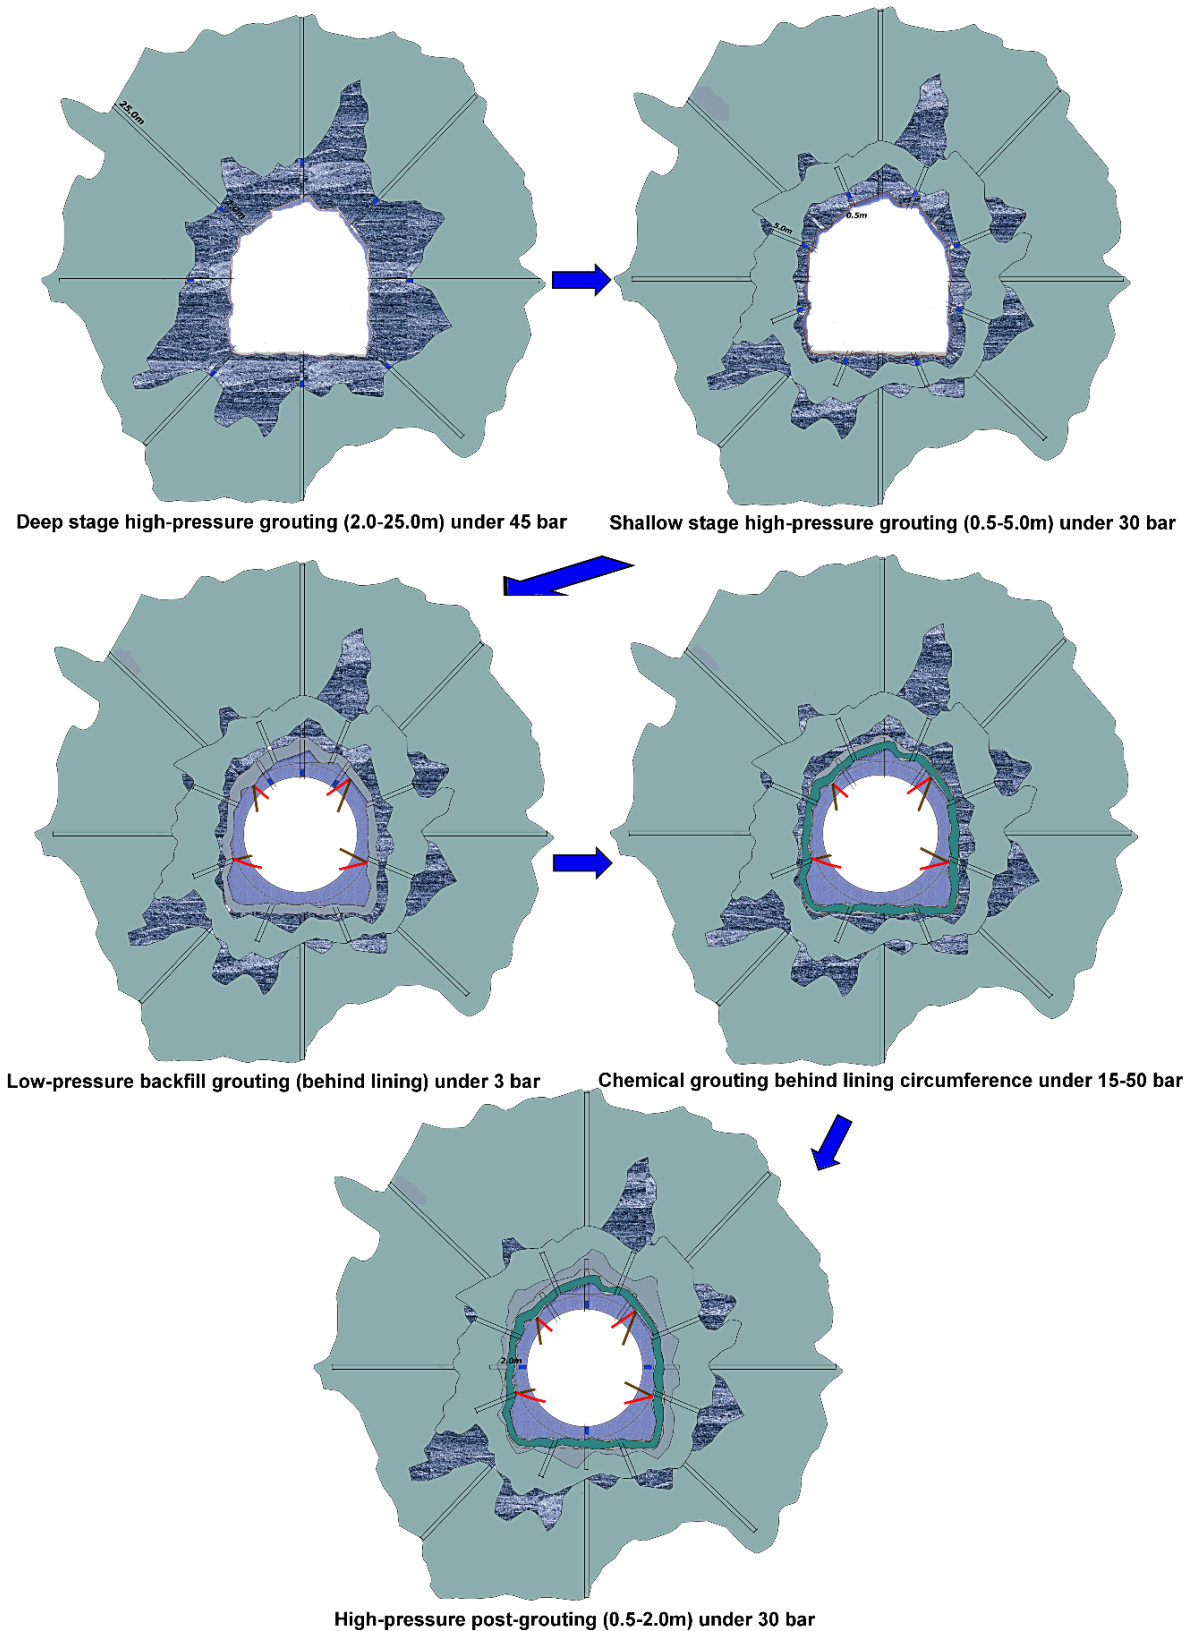 25.0m
2.0m
Deep stage high-pressure grouting (2.0-25.0m) under 45 bar
0.5m
5.0m
Shallow stage high-pressure grouting (0.5-5.0m) under 30 bar
Low-pressure backfill grouting (behind lining) under 3 bar
Chemical grouting behind lining circumference under 15-50 bar
2.0m
High-pressure post-grouting (0.5-2.0m) under 30 bar